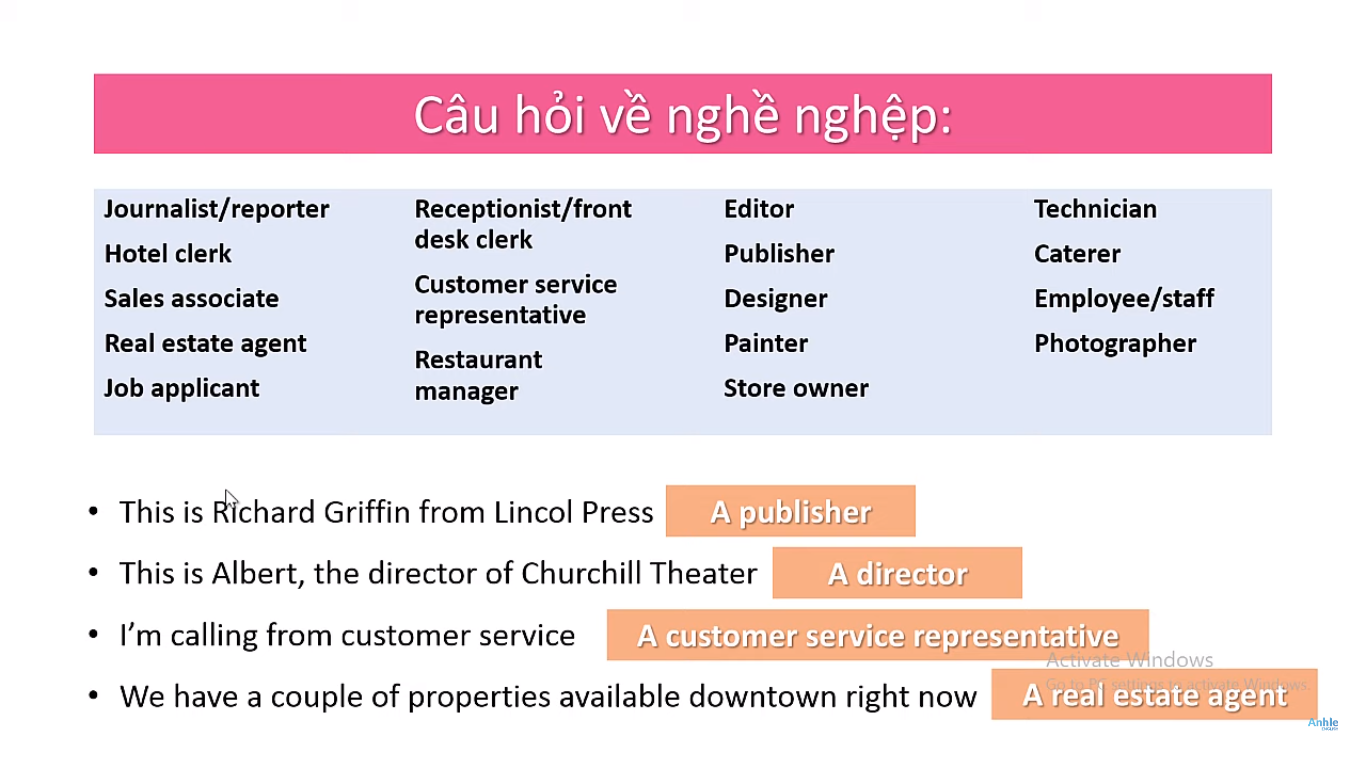 Câu hỏi về nghề nghệp:
Journalist/reporter
Hotel clerk
Sales associate
Real estate agent
Job applicant
Receptionist/front
desk clerk
Customer service
representative
Restaurant
manager
Editor
Publisher
Designer
Painter
Store owner
Technician
Caterer
Employee/staff
Photographer
• This is Richard Griffin from Lincol Press A publisher
• This is Albert, the director of Churchill Theater A director
• I’m calling from customer service A customer service representative
• We have a couple of properties available downtown right now A real estate agent
Activate Windows
Go to PC settings to activate Windows.
Anhle
ENGLISH